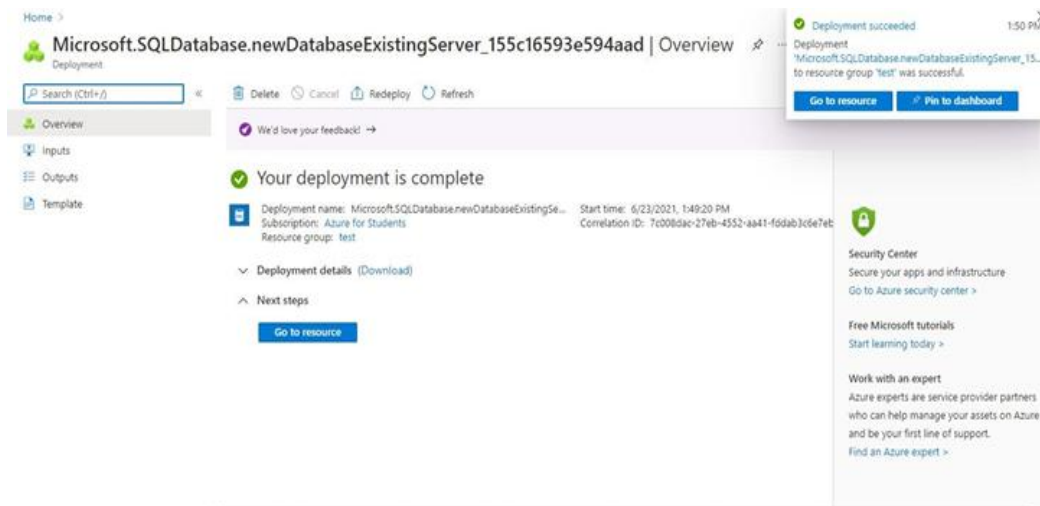 Home >
Microsoft.SQLDatabase.newDatabaseExistingServer_155c16593e594aad | Overview
Deployment
Deployment succeeded 1:50 PM
Deployment
'Microsoft.SQLDatabase.newDatabaseExistingServer_15...
to resource group 'test' was successful.
Go to resource
Pin to dashboard
Search (Ctrl+/)
«
Overview
Inputs
Outputs
Template
Delete Cancel Redeploy Refresh
We'd love your feedback! →
Your deployment is complete
Deployment name: Microsoft.SQLDatabase.newDatabaseExistingSe... Start time: 6/23/2021, 1:49:20 PM
Subscription: Azure for Students Correlation ID: 7c008dac-27eb-4552-aa41-fddab3c6e7eb
Resource group: test
Deployment details (Download)
Next steps
Go to resource
Security Center
Secure your apps and infrastructure
Go to Azure security center >
Free Microsoft tutorials
Start learning today >
Work with an expert
Azure experts are service provider partners
who can help manage your assets on Azure
and be your first line of support.
Find an Azure expert >